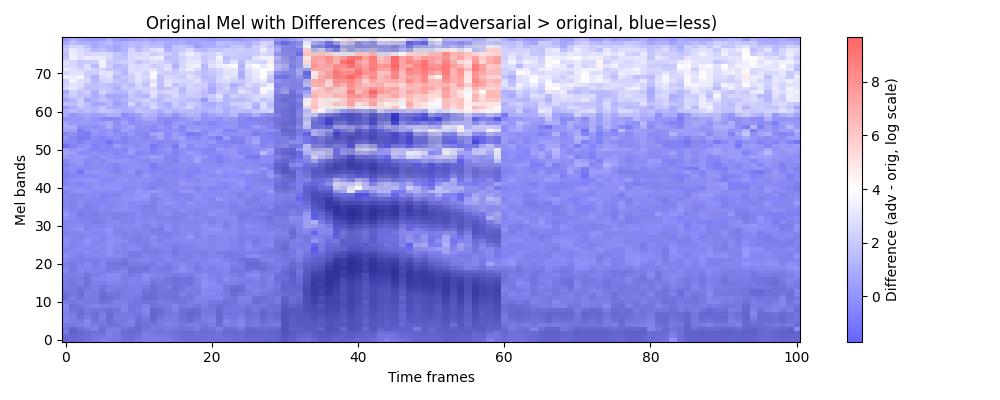 Original Mel with Differences (red=adversarial > original, blue=less)
Mel bands
70
60
50
40
30
20
10
0
0 20 40 60 80 100
Time frames
8
6
4
2
0
Difference (adv - orig, log scale)